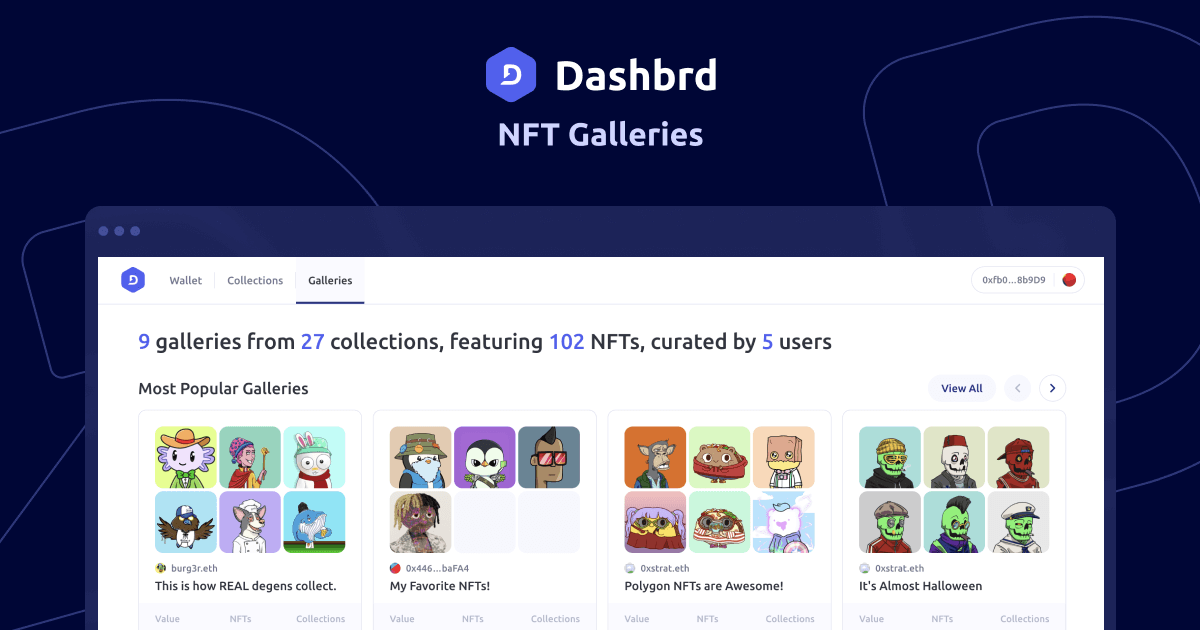 Dashbrd
NFT Galleries
Wallet Collections Galleries 0xfb0...8b9D9
9 galleries from 27 collections, featuring 102 NFTs, curated by 5 users
Most Popular Galleries View All
burg3r.eth 0x446...baFA4 0xstrat.eth 0xstrat.eth
This is how REAL degens collect. My Favorite NFTs! Polygon NFTs are Awesome! It's Almost Halloween
Value NFTs Collections Value NFTs Collections Value NFTs Collections Value NFTs Collections